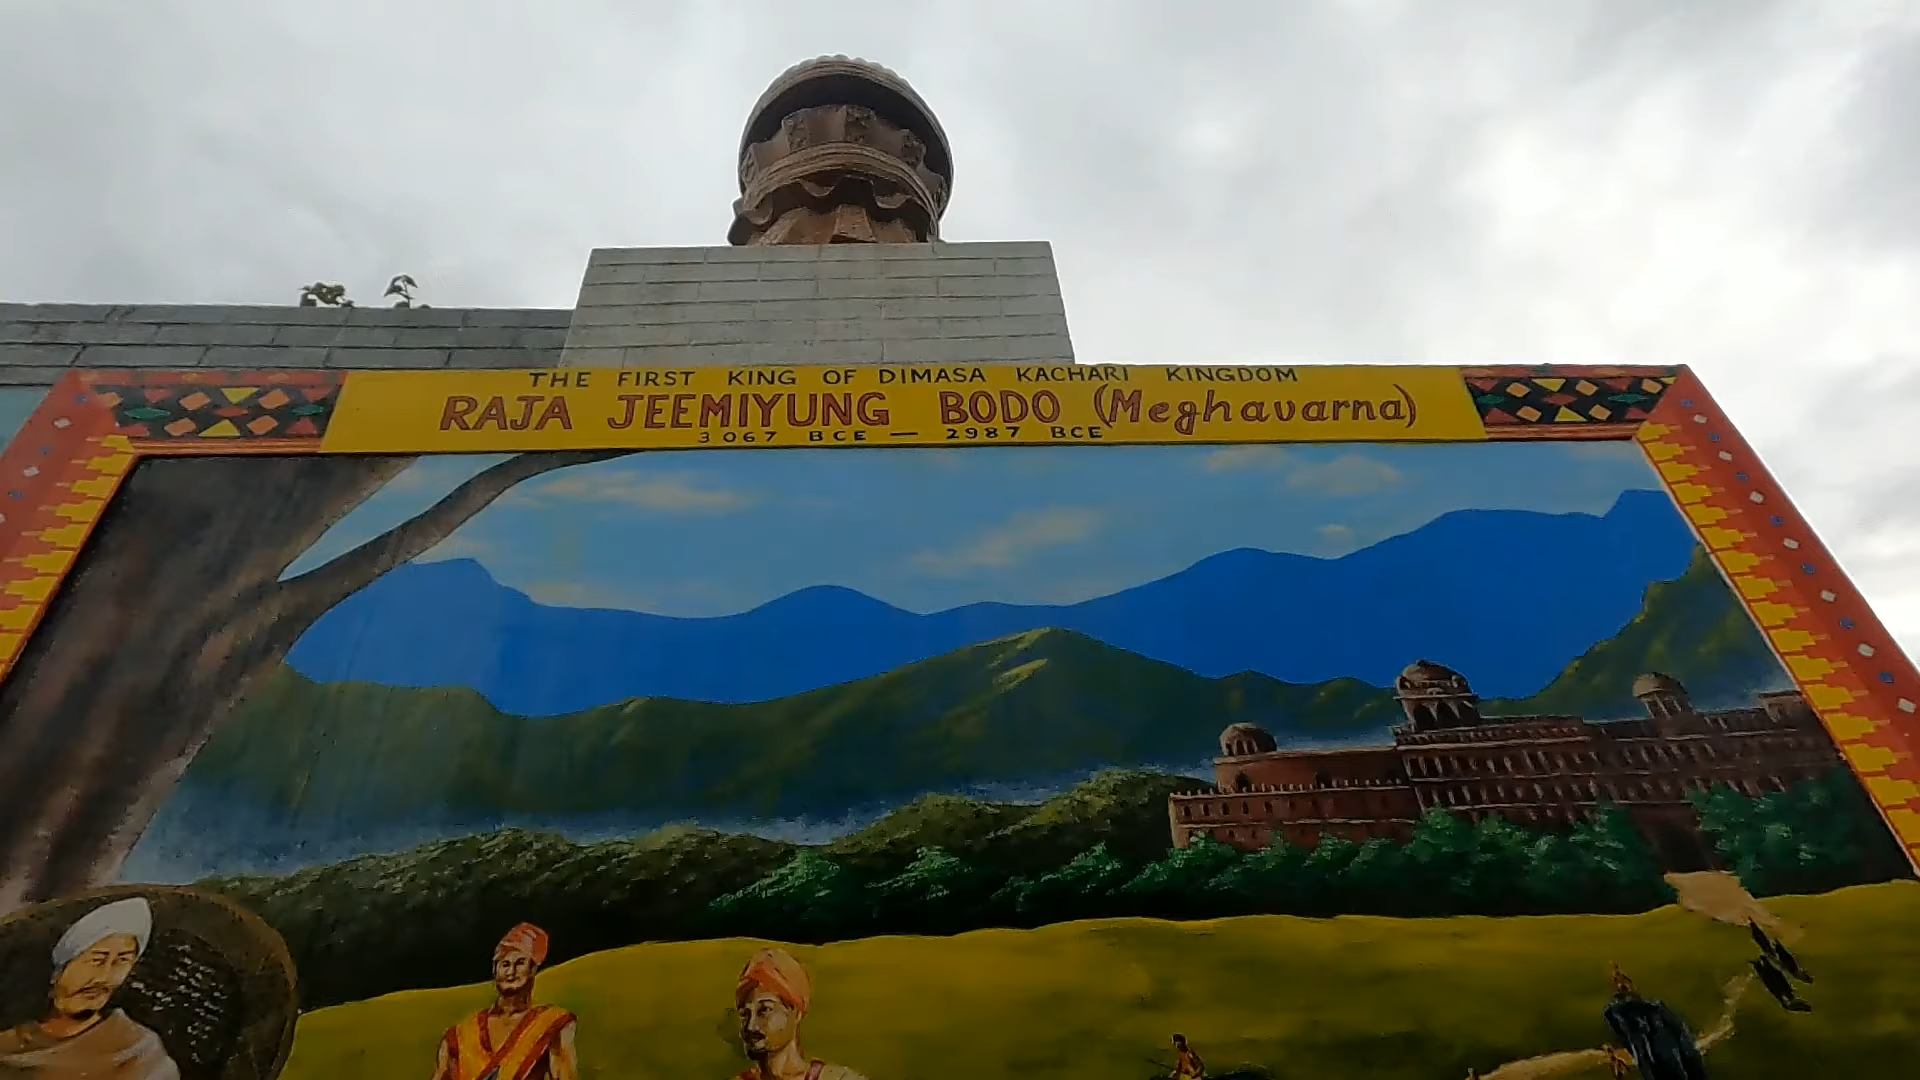 THE FIRST KING OF DIMASA KACHARI KINGDOM
RAJA JEEMIYUNG BODO (Meghavarna)
3067 BCE — 2987 BCE